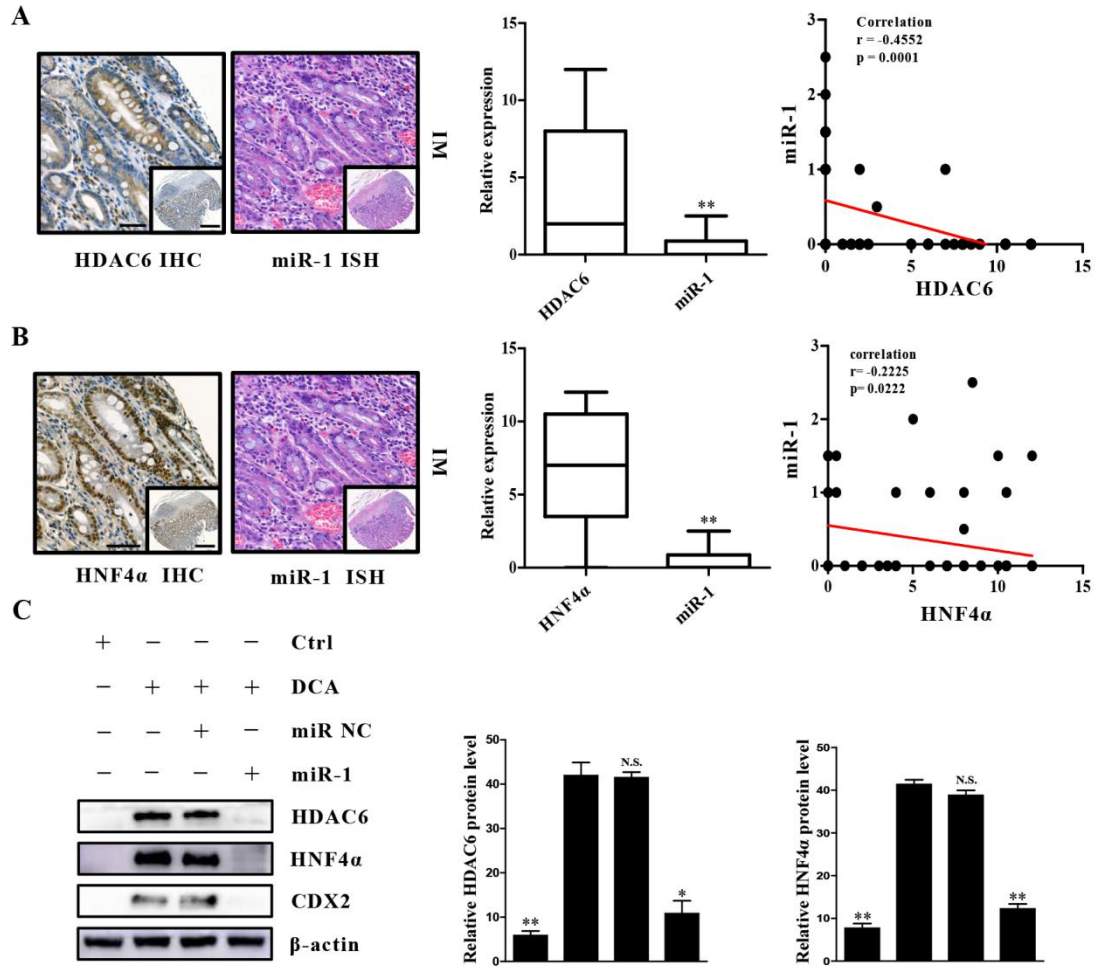 A
HDAC6 IHC
miR-1 ISH
IM
Relative expression
15
10
5
0
**
HDAC6
miR-1
Correlation
r = -0.4552
p = 0.0001
miR-1
3
2
1
0
0
5
10
15
HDAC6
B
HNF4α IHC
miR-1 ISH
IM
Relative expression
15
10
5
0
**
HNF4α
miR-1
correlation
r= -0.2225
p= 0.0222
miR-1
3
2
1
0
0
5
10
15
HNF4α
C
+ − − − Ctrl
− + + + DCA
− − + − miR NC
− − − + miR-1
HDAC6
HNF4α
CDX2
β-actin
Relative HDAC6 protein level
50
40
30
20
10
0
**
N.S.
*
Relative HNF4α protein level
50
40
30
20
10
0
**
N.S.
**